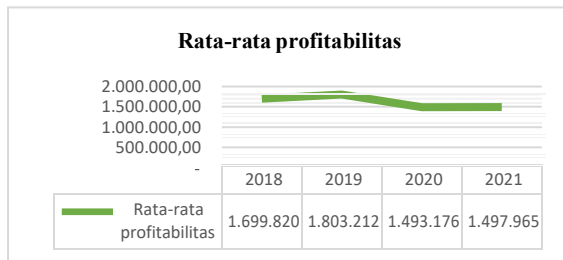 Rata-rata profitabilitas
2.000.000,00
1.500.000,00
1.000.000,00
500.000,00
-
2018 2019 2020 2021
Rata-rata
profitabilitas
1.699.820 1.803.212 1.493.176 1.497.965